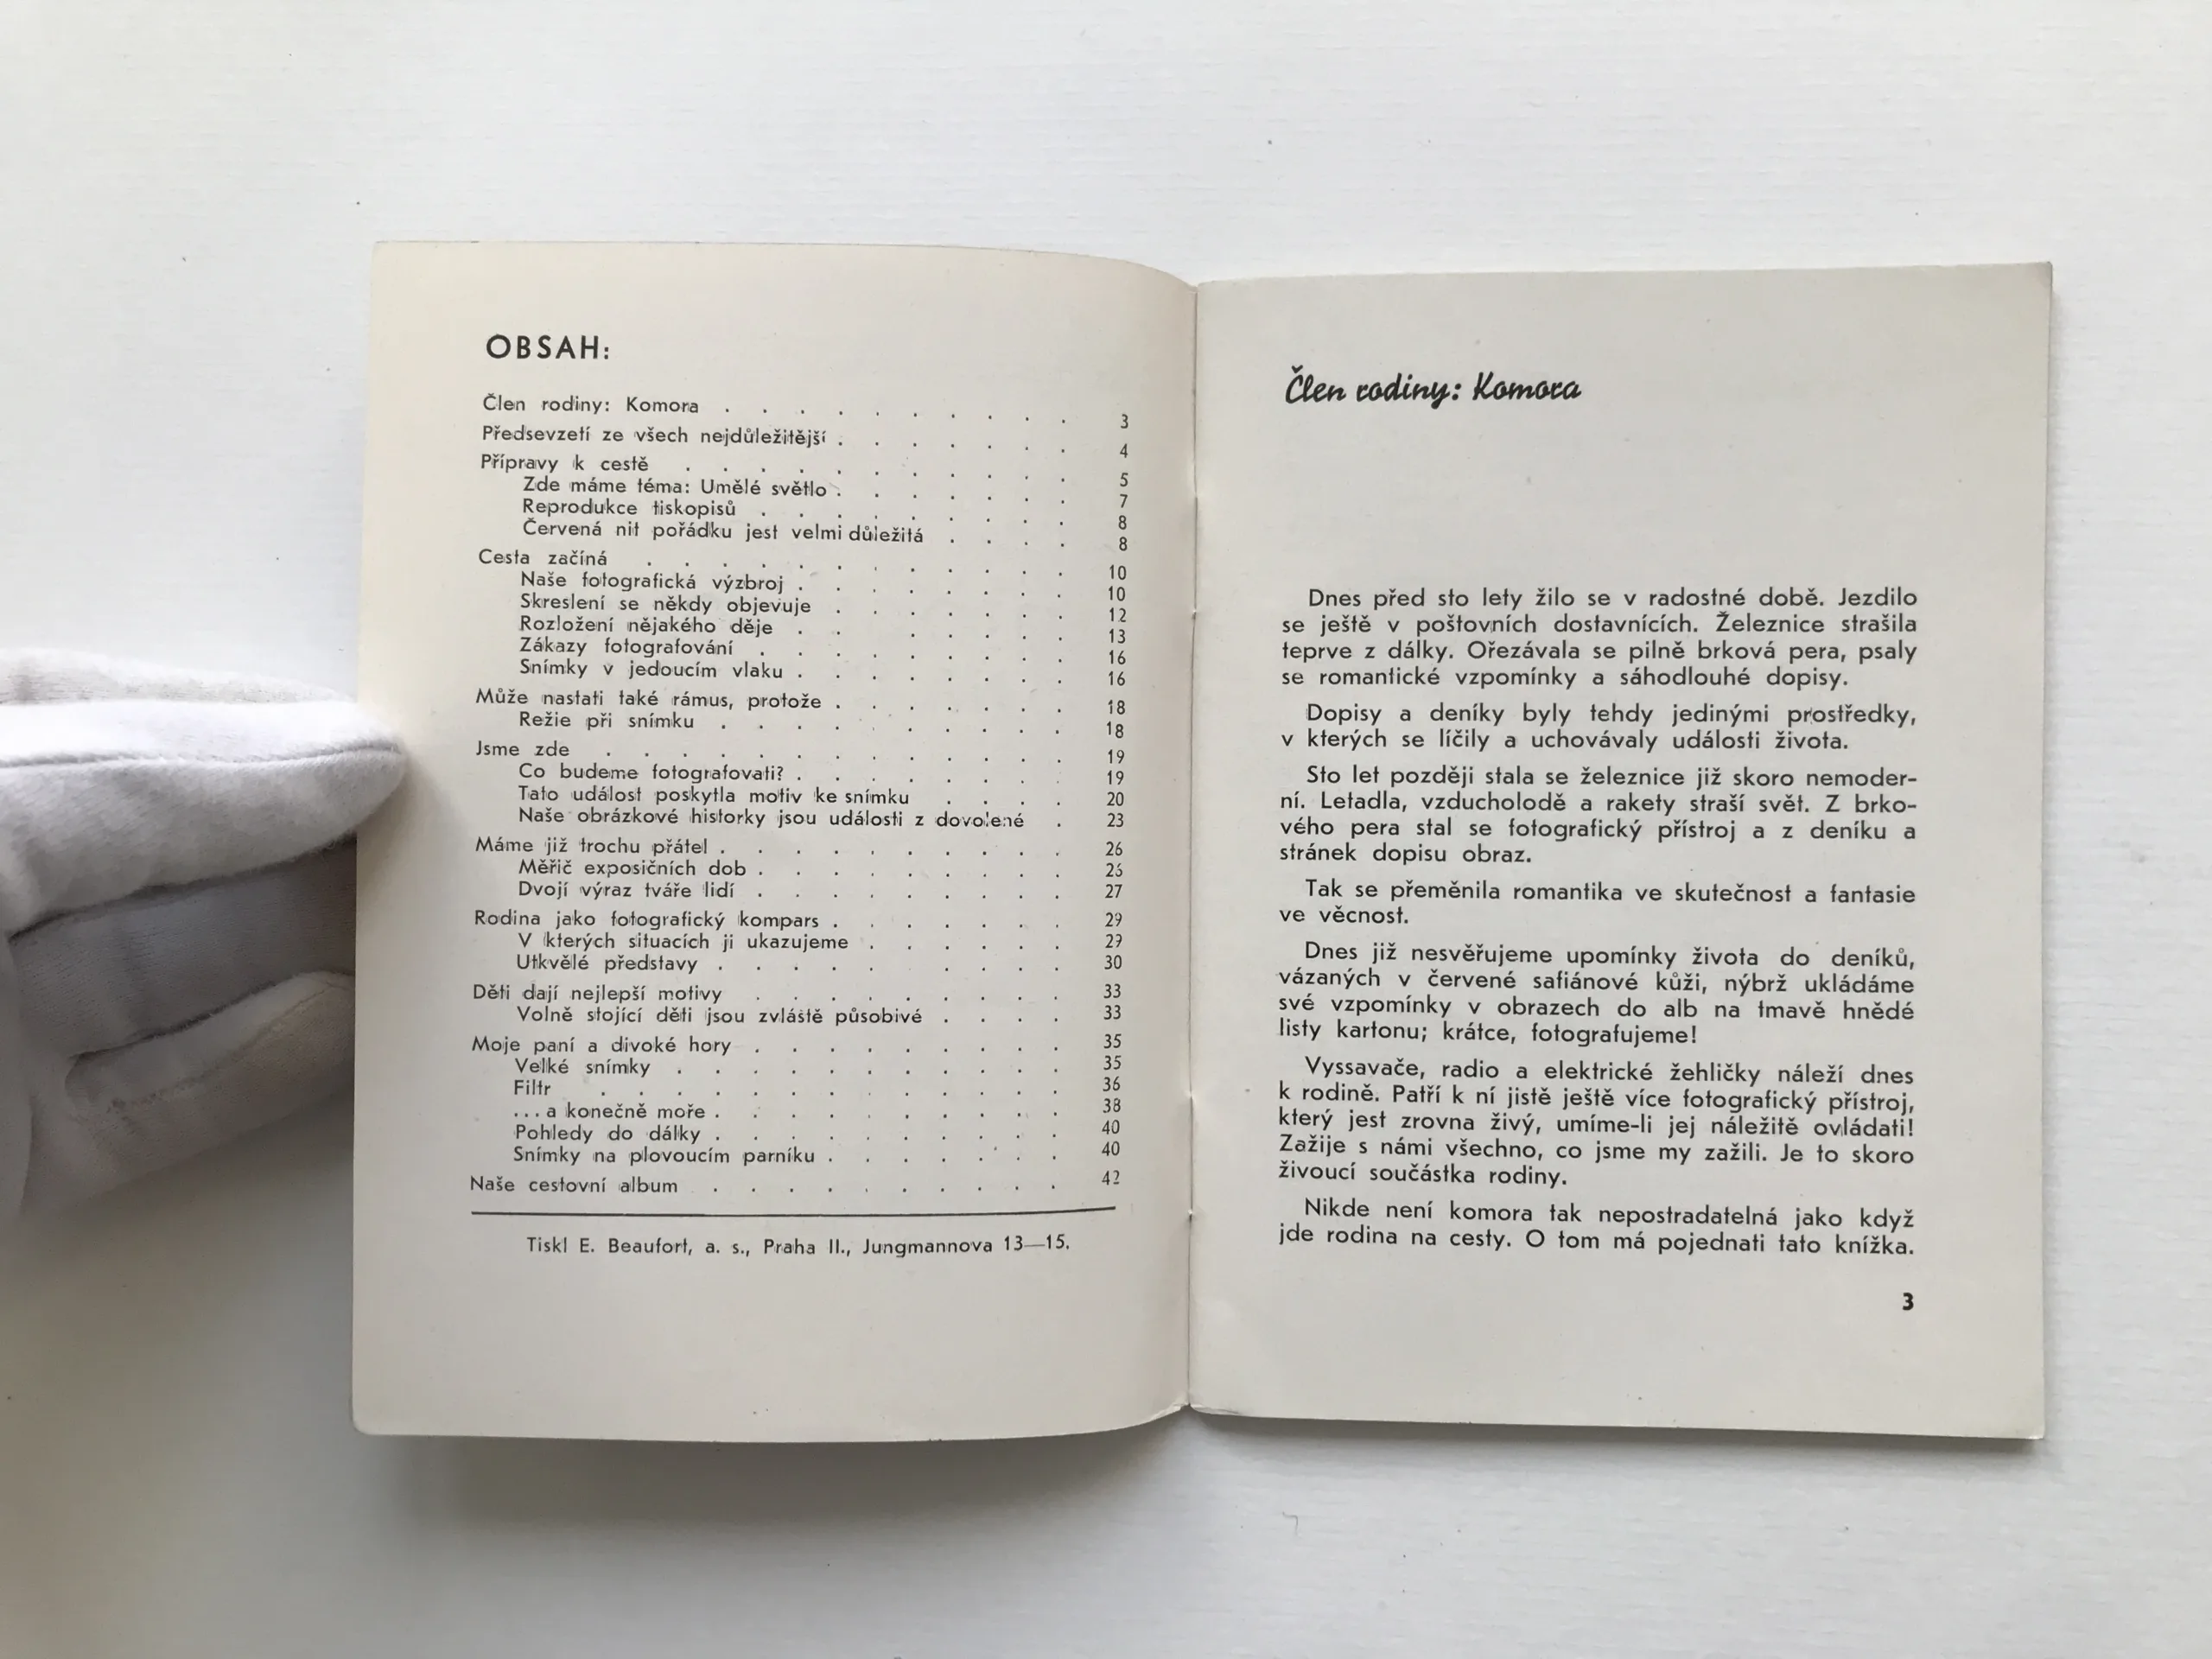 OBSAH:
Člen rodiny: Komora . . . . . . . . . . 3
Předsevzetí ze všech nejdůležitější . . . . . . . 4
Přípravy k cestě . . . . . . . . . . . 5
Zde máme téma: Umělé světlo . . . . . . . 7
Reprodukce tiskopisů . . . . . . . . . 8
Červená nit pořádku jest velmi důležitá . . . . 8
Cesta začíná . . . . . . . . . . . . 10
Naše fotografická výzbroj . . . . . . . . 10
Skreslení se někdy objevuje . . . . . . . 12
Rozložení nějakého děje . . . . . . . 13
Zákazy fotografování . . . . . . . . . 16
Snímky v jedoucím vlaku . . . . . . . . 16
Může nastati také rámus, protože . . . . . . . 18
Režie při snímku . . . . . . . . . . 18
Jsme zde . . . . . . . . . . . . . 19
Co budeme fotografovati? . . . . . . . . 19
Tato událost poskytla motiv ke snímku . . . . 20
Naše obrázkové historky jsou události z dovolené . 23
Máme již trochu přátel . . . . . . . . . . 26
Měřič exposičních dob . . . . . . . . . 26
Dvojí výraz tváře lidí . . . . . . . . . 27
Rodina jako fotografický kompars . . . . . . . 29
V kterých situacích ji ukazujeme . . . . . . 29
Utkvělé představy . . . . . . . . . . 30
Děti dají nejlepší motivy . . . . . . . . . 33
Volně stojící děti jsou zvláště působivé . . . . 33
Moje paní a divoké hory . . . . . . . . . 35
Velké snímky . . . . . . . . . . . 35
Filtr . . . . . . . . . . . . . 36
... a konečně moře . . . . . . . . . . 38
Pohledy do dálky . . . . . . . . . . 40
Snímky na plovoucím parníku . . . . . . . 40
Naše cestovní album . . . . . . . . . . 42
Tiskl E. Beaufort, a. s., Praha II., Jungmannova 13—15.
Člen rodiny: Komora
Dnes před sto lety žilo se v radostné době. Jezdilo
se ještě v poštovních dostavnících. Železnice strašila
teprve z dálky. Ořezávala se pilně brková pera, psaly
se romantické vzpomínky a sáhodlouhé dopisy.
Dopisy a deníky byly tehdy jedinými prostředky,
v kterých se líčily a uchovávaly události života.
Sto let později stala se železnice již skoro nemoder-
ní. Letadla, vzducholodě a rakety straší svět. Z brko-
vého pera stal se fotografický přístroj a z deníku a
stránek dopisu obraz.
Tak se přeměnila romantika ve skutečnost a fantasie
ve věcnost.
Dnes již nesvěřujeme upomínky života do deníků,
vázaných v červené safiánové kůži, nýbrž ukládáme
své vzpomínky v obrazech do alb na tmavě hnědé
listy kartonu; krátce, fotografujeme!
Vyssavače, radio a elektrické žehličky náleží dnes
k rodině. Patří k ní jistě ještě více fotografický přístroj,
který jest zrovna živý, umíme-li jej náležitě ovládati!
Zažije s námi všechno, co jsme my zažili. Je to skoro
živoucí součástka rodiny.
Nikde není komora tak nepostradatelná jako když
jde rodina na cesty. O tom má pojednati tato knížka.
3